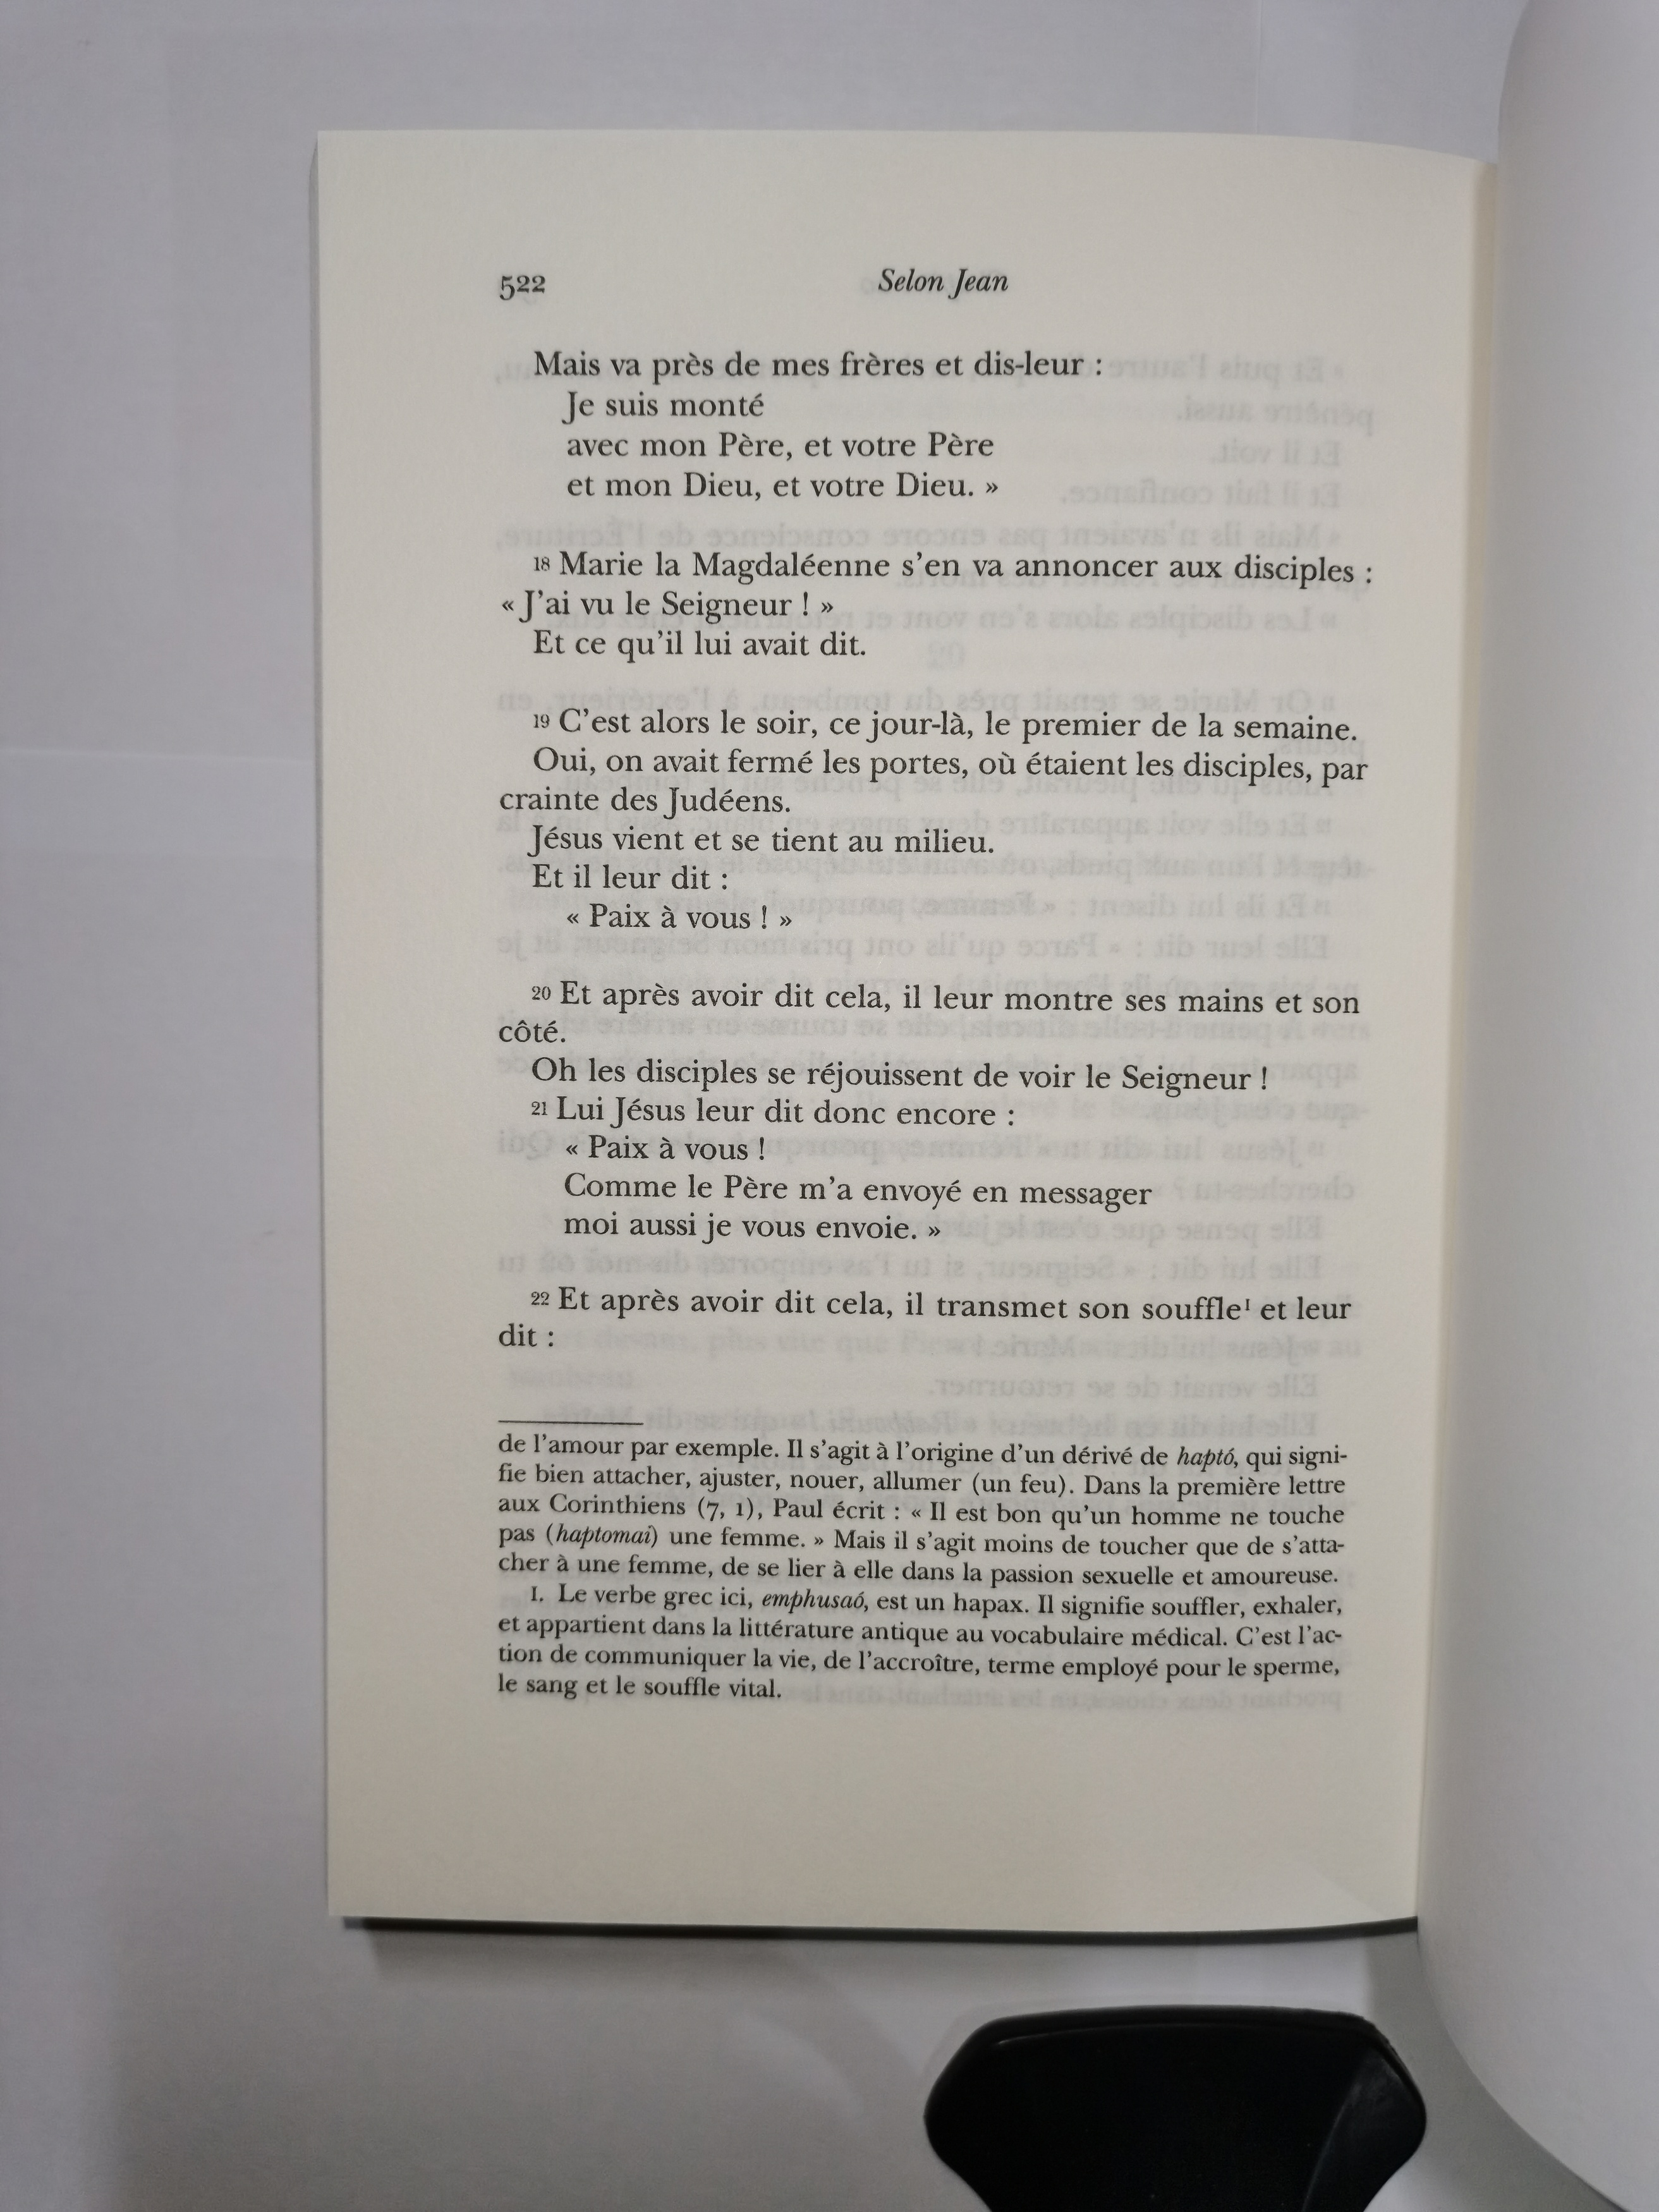 522
Selon Jean
Mais va près de mes frères et dis-leur :
Je suis monté
avec mon Père, et votre Père
et mon Dieu, et votre Dieu. »
18 Marie la Magdaléenne s'en va annoncer aux disciples :
« J'ai vu le Seigneur ! »
Et ce qu'il lui avait dit.
19 C'est alors le soir, ce jour-là, le premier de la semaine.
Oui, on avait fermé les portes, où étaient les disciples, par
crainte des Judéens.
Jésus vient et se tient au milieu.
Et il leur dit :
« Paix à vous ! »
20 Et après avoir dit cela, il leur montre ses mains et son
côté.
Oh les disciples se réjouissent de voir le Seigneur !
21 Lui Jésus leur dit donc encore :
« Paix à vous !
Comme le Père m'a envoyé en messager
moi aussi je vous envoie. »
22 Et après avoir dit cela, il transmet son souffle1 et leur
dit :
de l'amour par exemple. Il s'agit à l'origine d'un dérivé de haptó, qui signi-
fie bien attacher, ajuster, nouer, allumer (un feu). Dans la première lettre
aux Corinthiens (7, 1), Paul écrit : « Il est bon qu'un homme ne touche
pas (haptomai) une femme. » Mais il s'agit moins de toucher que de s'atta-
cher à une femme, de se lier à elle dans la passion sexuelle et amoureuse.
1. Le verbe grec ici, emphusaó, est un hapax. Il signifie souffler, exhaler,
et appartient dans la littérature antique au vocabulaire médical. C'est l'ac-
tion de communiquer la vie, de l'accroître, terme employé pour le sperme,
le sang et le souffle vital.